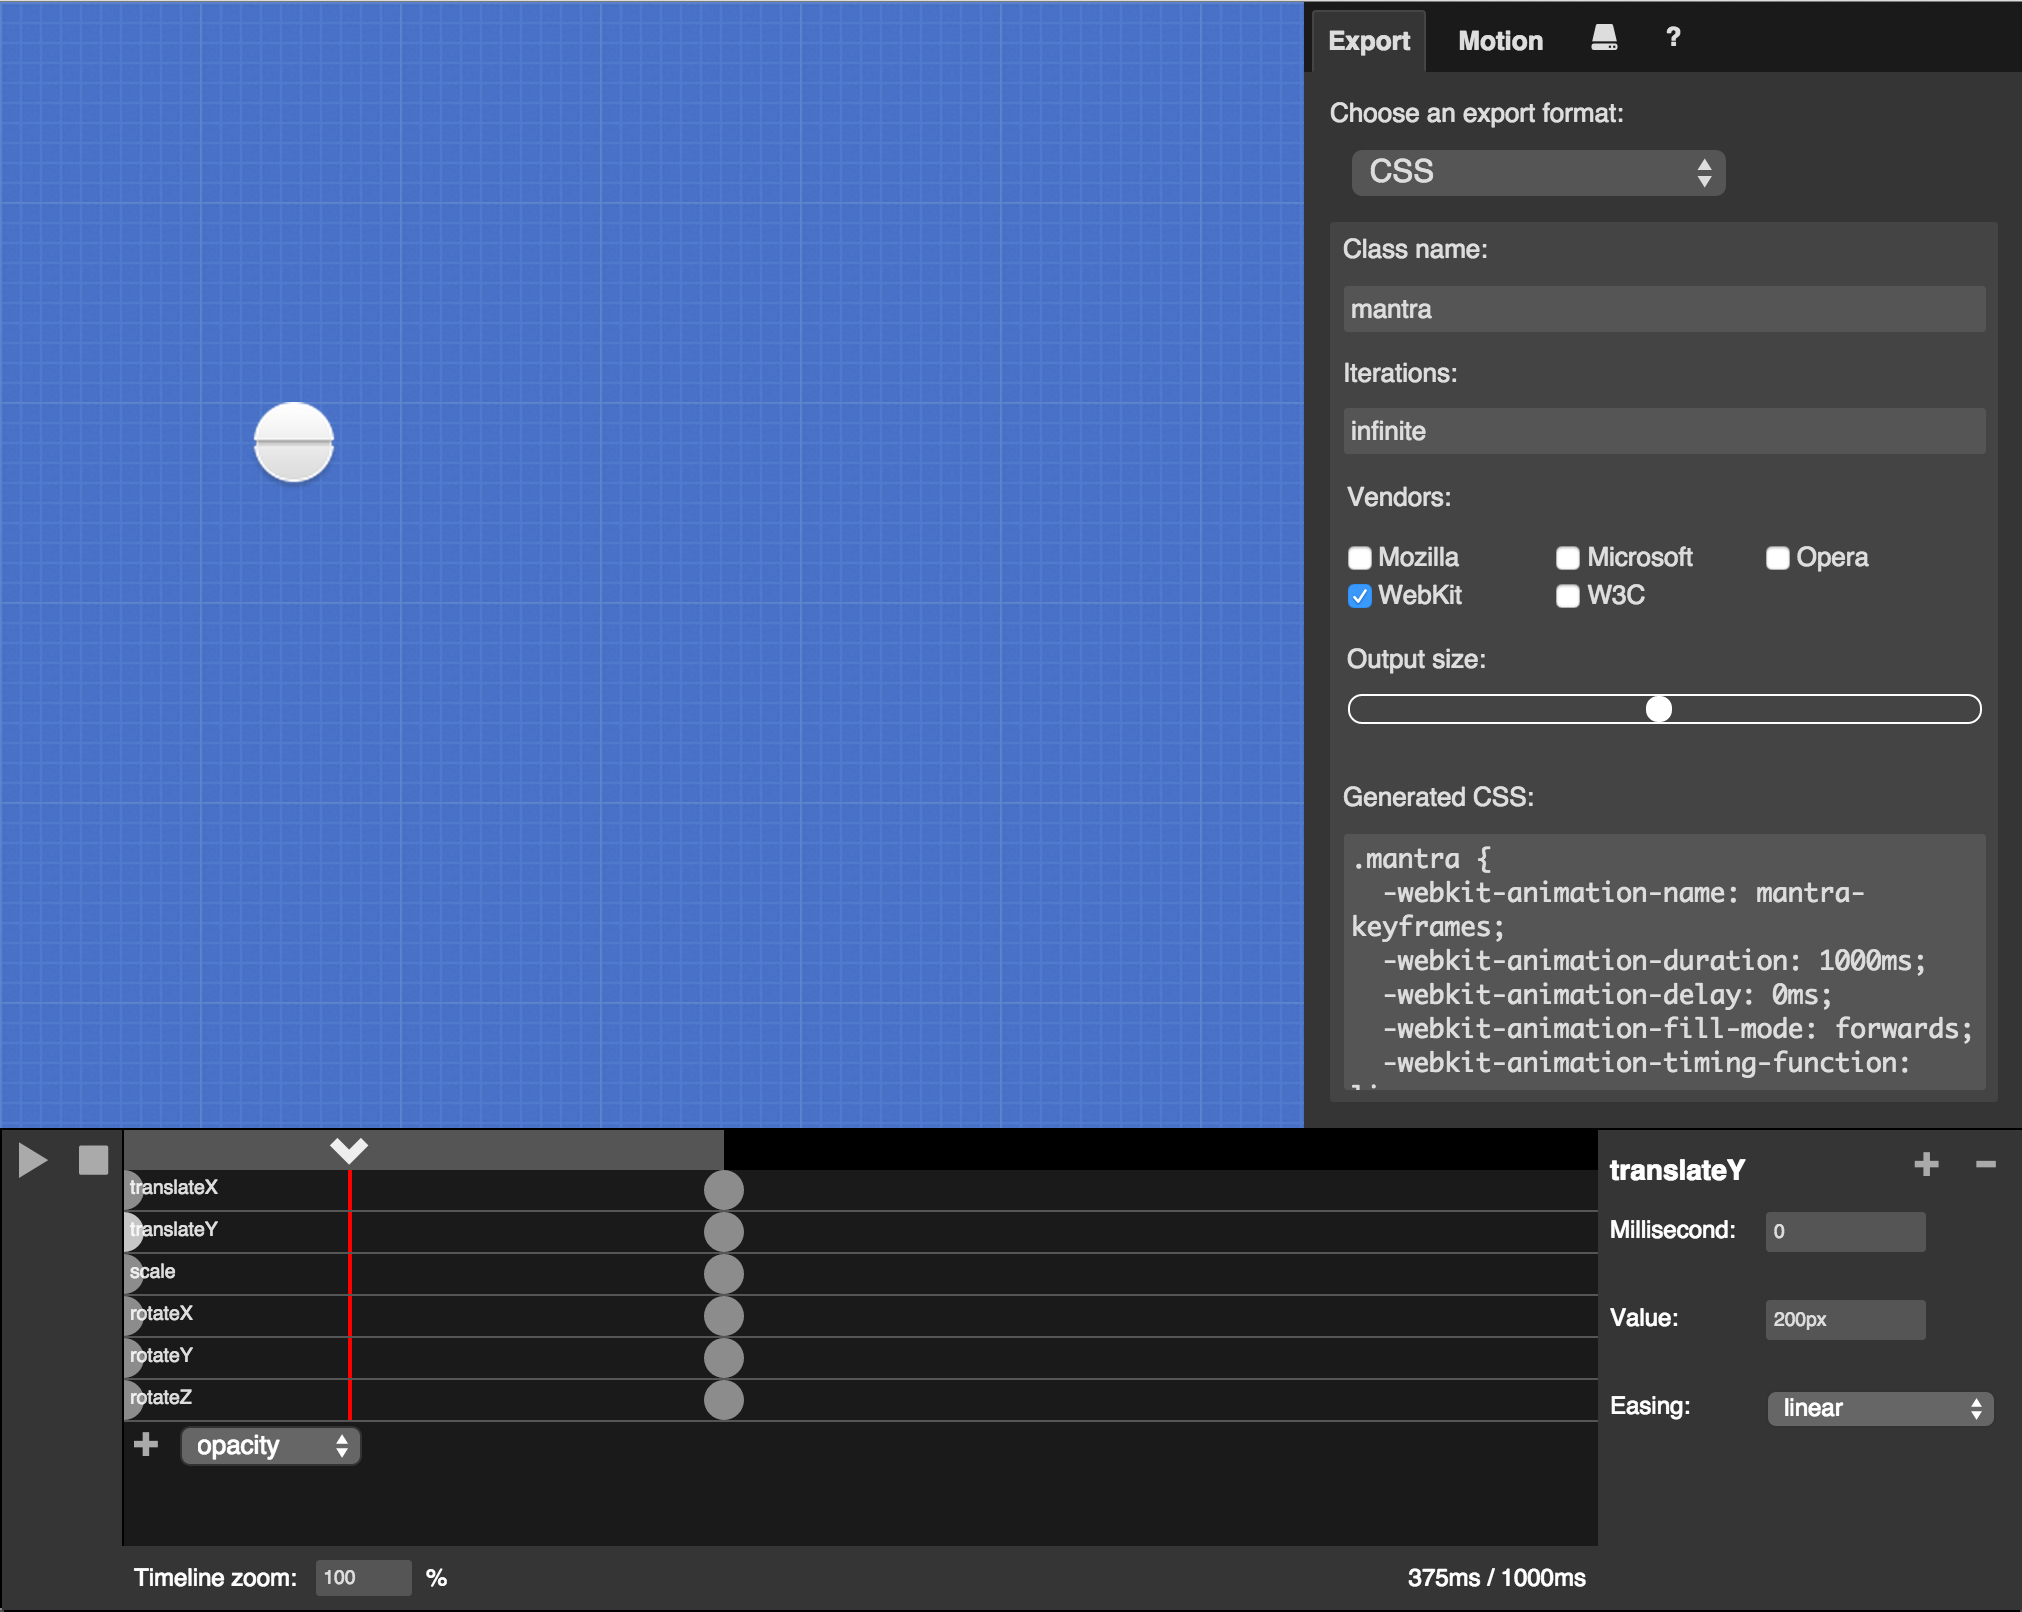 Export Motion ?
Choose an export format:
CSS
Class name:
mantra
Iterations:
infinite
Vendors:
Mozilla Microsoft Opera
WebKit W3C
Output size:
Generated CSS:
.mantra {
-webkit-animation-name: mantra-
keyframes;
-webkit-animation-duration: 1000ms;
-webkit-animation-delay: 0ms;
-webkit-animation-fill-mode: forwards;
-webkit-animation-timing-function:
translateX
translateY
scale
rotateX
rotateY
rotateZ
opacity
Timeline zoom: 100 %
375ms / 1000ms
translateY
Millisecond: 0
Value: 200px
Easing: linear